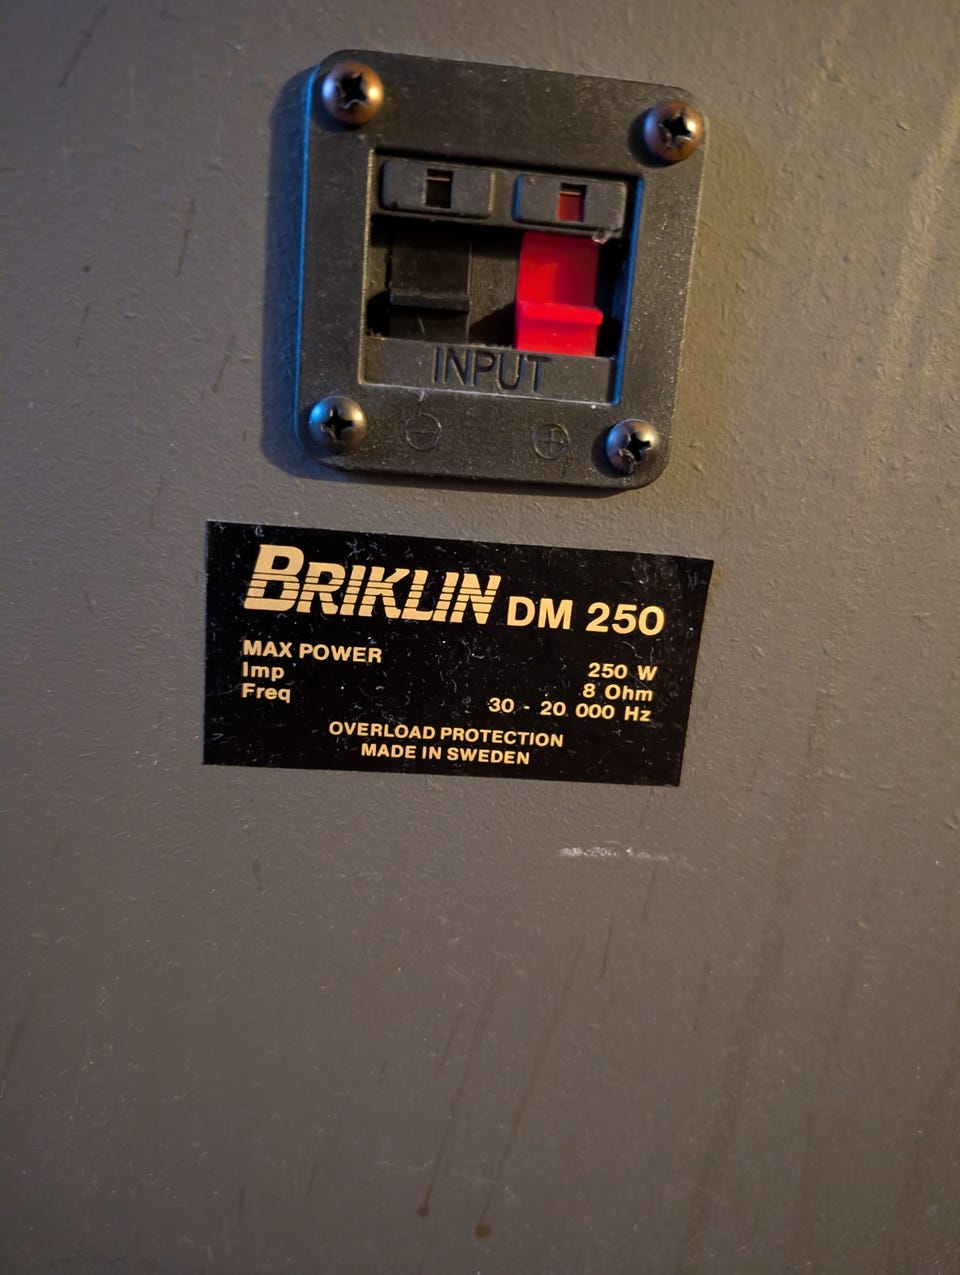 INPUT
BRIKLIN DM 250
MAX POWER 250 W
Imp 8 Ohm
Freq 30 - 20 000 Hz
OVERLOAD PROTECTION
MADE IN SWEDEN